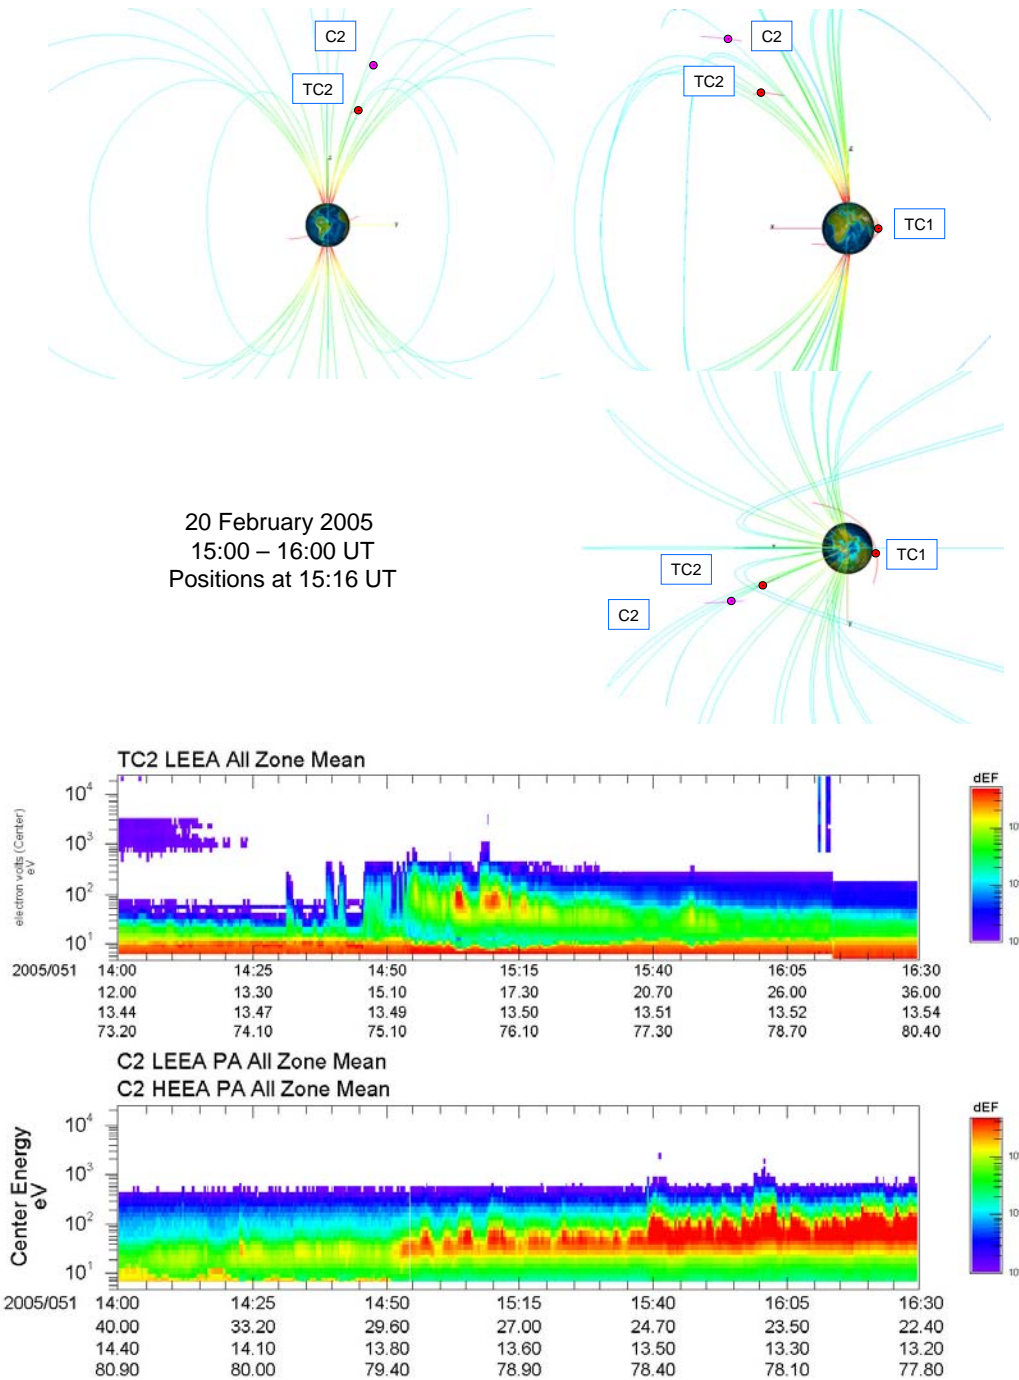 C2
TC2
C2
TC2
TC1
z
y
z
x
20 February 2005
15:00 – 16:00 UT
Positions at 15:16 UT
TC2
C2
TC1
TC2 LEEA All Zone Mean
electron volts (Center)
eV
10⁴
10³
10²
10¹
dEF
2005/051 14:00 14:25 14:50 15:15 15:40 16:05 16:30
12.00 13.30 15.10 17.30 20.70 26.00 36.00
13.44 13.47 13.49 13.50 13.51 13.52 13.54
73.20 74.10 75.10 76.10 77.30 78.70 80.40
C2 LEEA PA All Zone Mean
C2 HEEA PA All Zone Mean
Center Energy
eV
10⁴
10³
10²
10¹
dEF
2005/051 14:00 14:25 14:50 15:15 15:40 16:05 16:30
40.00 33.20 29.60 27.00 24.70 23.50 22.40
14.40 14.10 13.80 13.60 13.50 13.30 13.20
80.90 80.00 79.40 78.90 78.40 78.10 77.80